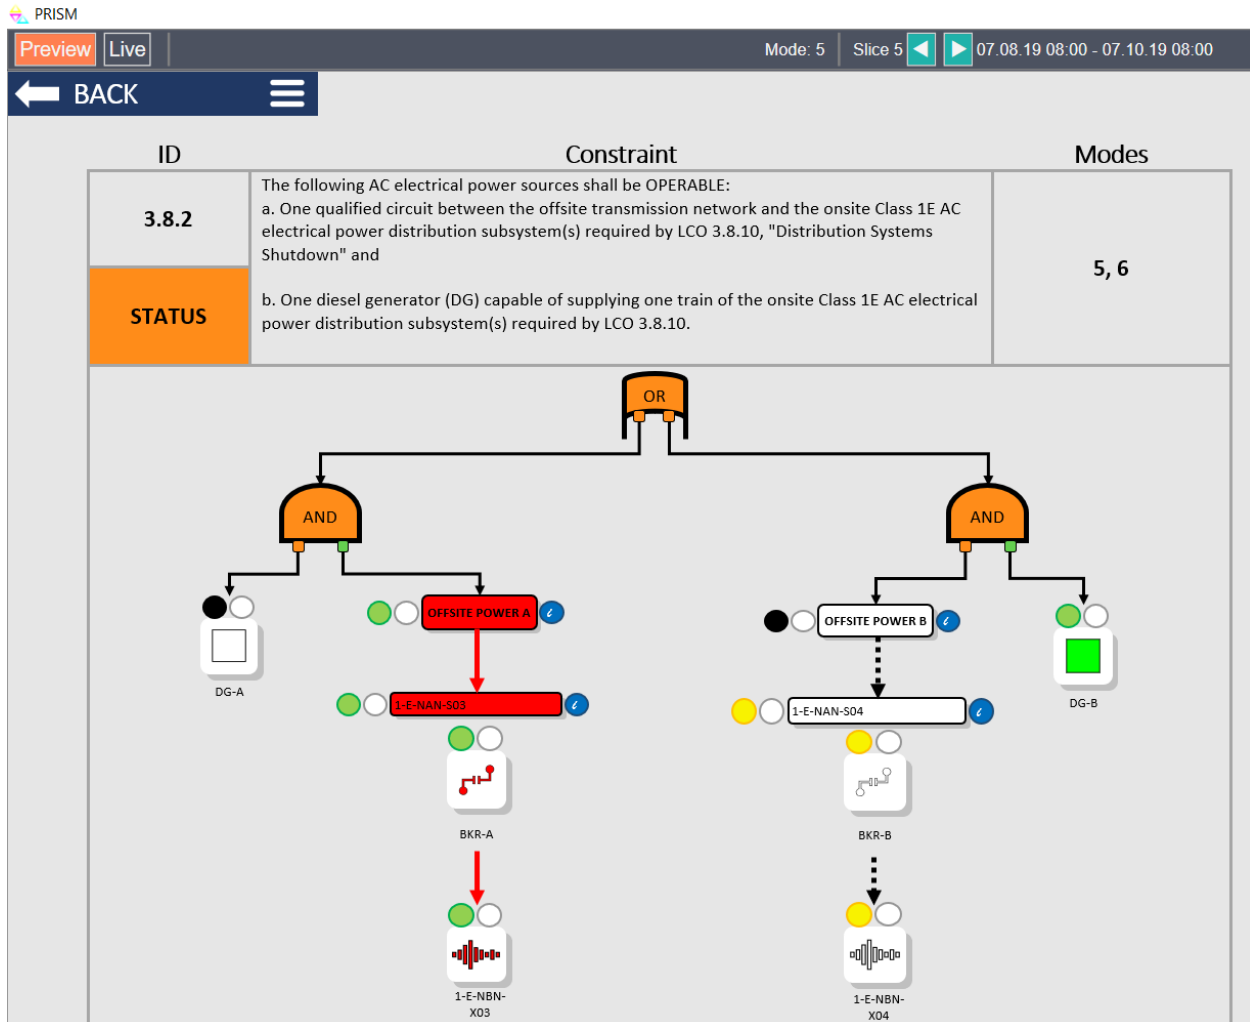 PRISM
Preview Live Mode: 5 Slice 5 07.08.19 08:00 - 07.10.19 08:00
BACK
ID Constraint Modes
3.8.2
The following AC electrical power sources shall be OPERABLE:
a. One qualified circuit between the offsite transmission network and the onsite Class 1E AC
electrical power distribution subsystem(s) required by LCO 3.8.10, "Distribution Systems
Shutdown" and
b. One diesel generator (DG) capable of supplying one train of the onsite Class 1E AC electrical
power distribution subsystem(s) required by LCO 3.8.10.
5, 6
STATUS
OR
AND AND
OFFSITE POWER A i
OFFSITE POWER B i
DG-A
DG-B
1-E-NAN-S03 i
1-E-NAN-S04 i
BKR-A
BKR-B
1-E-NBN-
X03
1-E-NBN-
X04